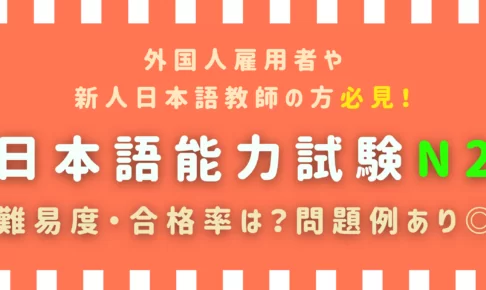 外国人雇用者や
新人日本語教師の方必見!
日本語能力試験N2
難易度・合格率は?問題例あり◎